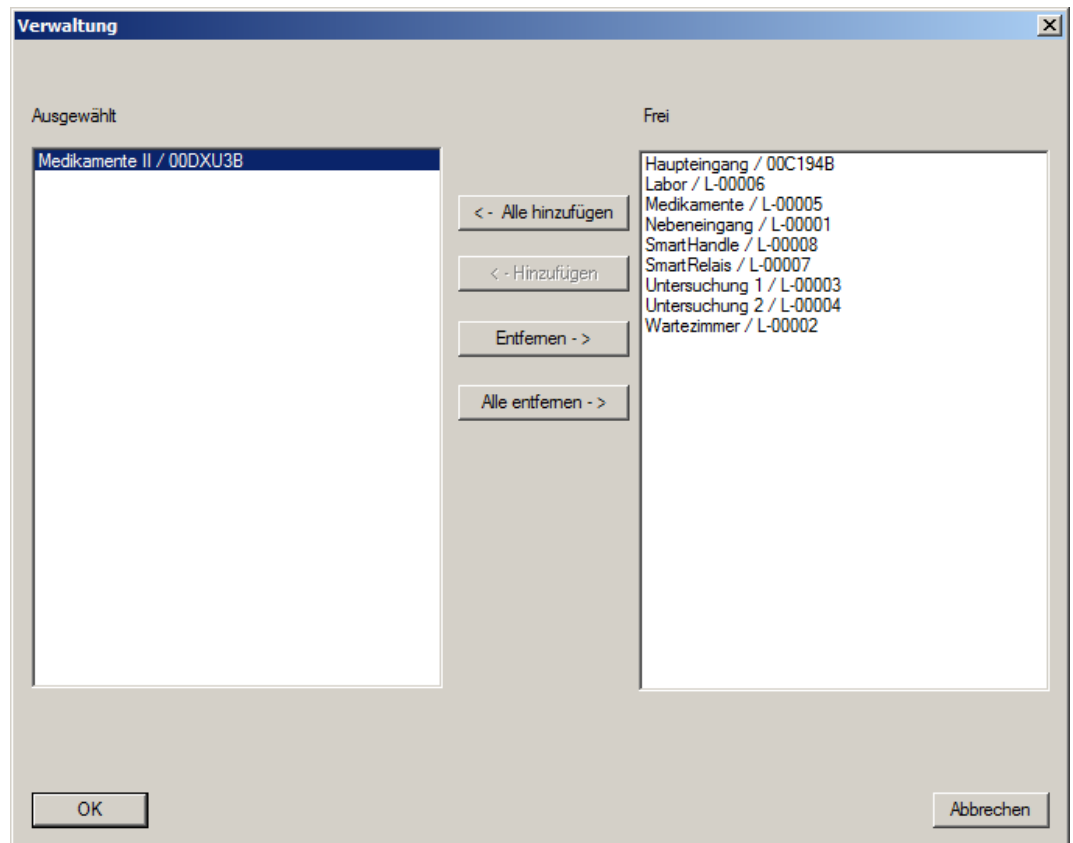 Verwaltung
Ausgewählt
Frei
Medikamente II / 00DXU3B
<- Alle hinzufügen
<- Hinzufügen
Entfernen ->
Alle entfernen ->
Haupteingang / 00C194B
Labor / L-00006
Medikamente / L-00005
Nebeneingang / L-00001
SmartHandle / L-00008
SmartRelais / L-00007
Untersuchung 1 / L-00003
Untersuchung 2 / L-00004
Wartezimmer / L-00002
OK
Abbrechen